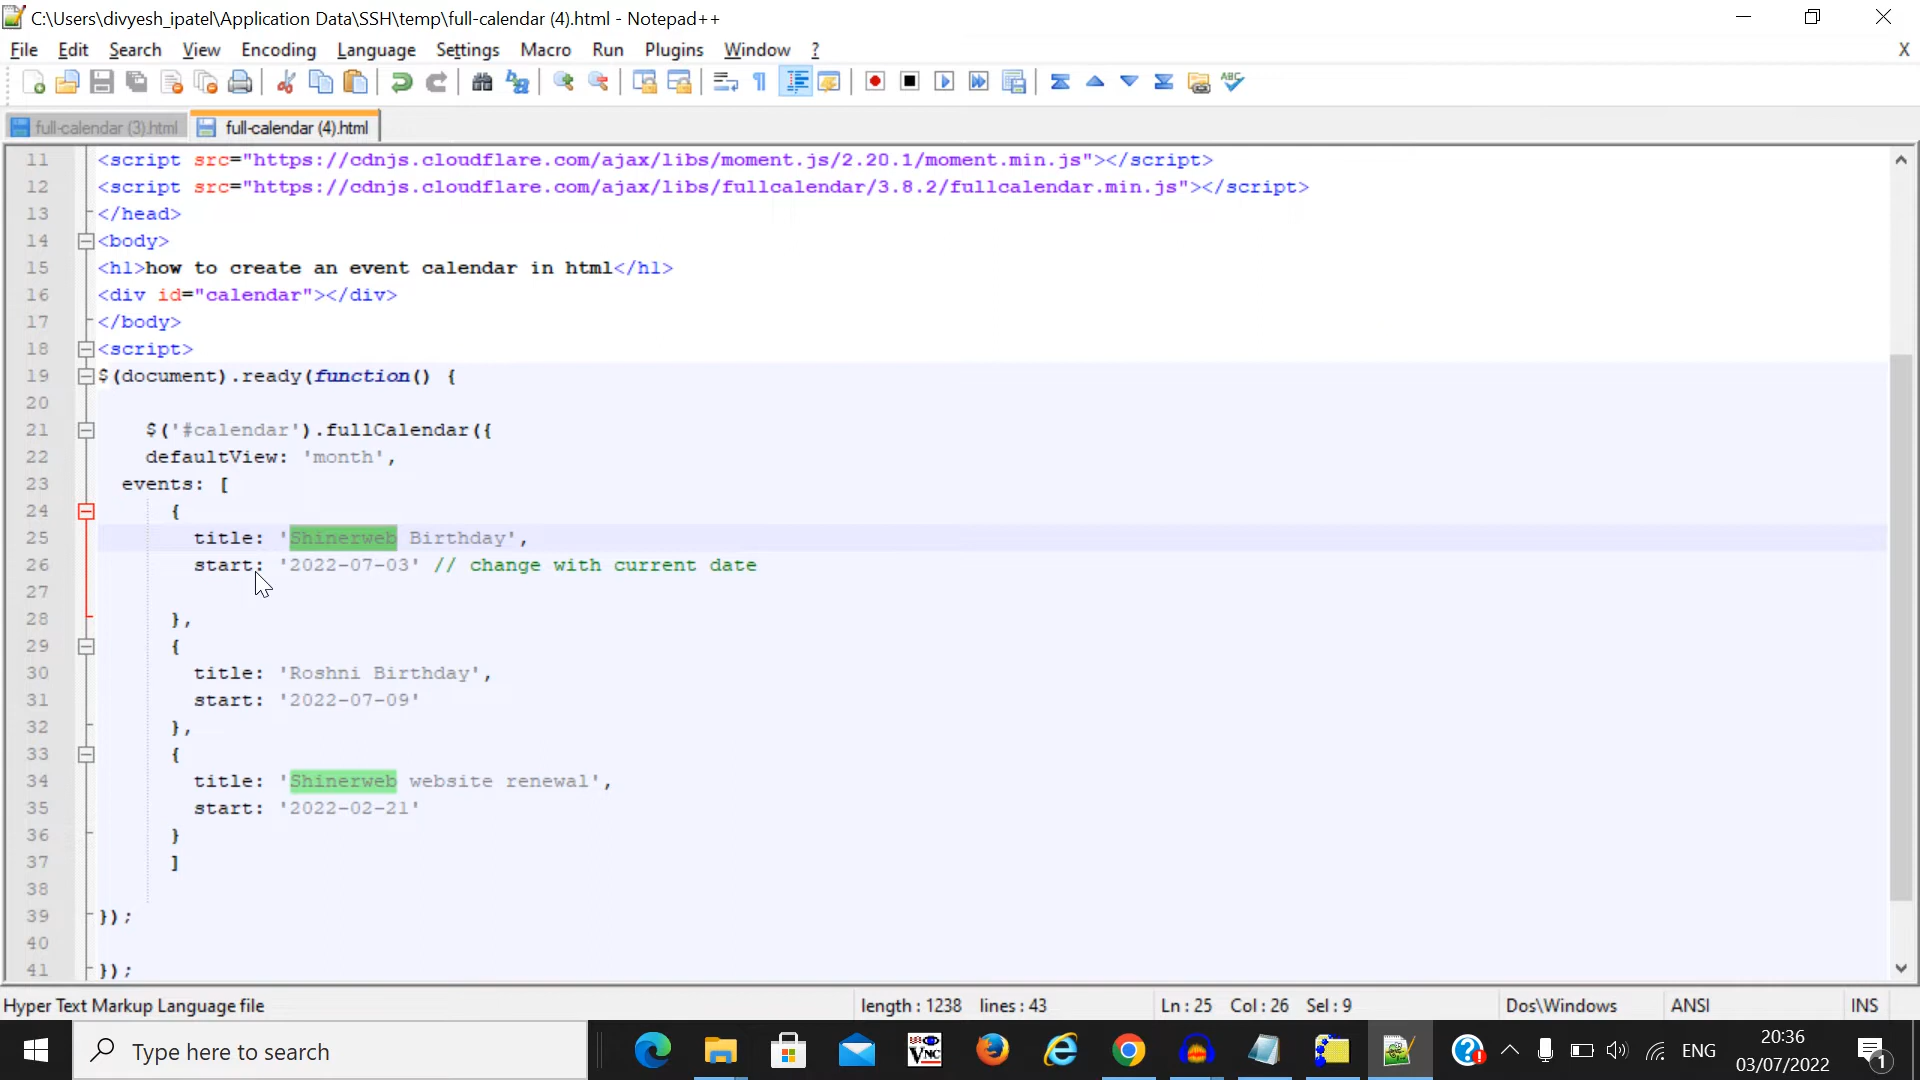 C:\Users\divyesh_ipatel\Application Data\SSH\temp\full-calendar (4).html - Notepad++
File Edit Search View Encoding Language Settings Macro Run Plugins Window ? X
full-calendar (3).html full-calendar (4).html
11 <script src="https://cdnjs.cloudflare.com/ajax/libs/moment.js/2.20.1/moment.min.js"></script>
12 <script src="https://cdnjs.cloudflare.com/ajax/libs/fullcalendar/3.8.2/fullcalendar.min.js"></script>
13 </head>
14 <body>
15 <h1>how to create an event calendar in html</h1>
16 <div id="calendar"></div>
17 </body>
18 <script>
19 $(document).ready(function() {
20
21 $('#calendar').fullCalendar({
22 defaultView: 'month',
23 events: [
24 {
25 title: 'Shinerweb Birthday',
26 start: '2022-07-03' // change with current date
27
28 },
29 {
30 title: 'Roshni Birthday',
31 start: '2022-07-09'
32 },
33 {
34 title: 'Shinerweb website renewal',
35 start: '2022-02-21'
36 }
37 ]
38
39 });
40
41 });
Hyper Text Markup Language file length : 1238 lines : 43 Ln : 25 Col : 26 Sel : 9 Dos\Windows ANSI INS
Type here to search ENG 20:36
03/07/2022 1